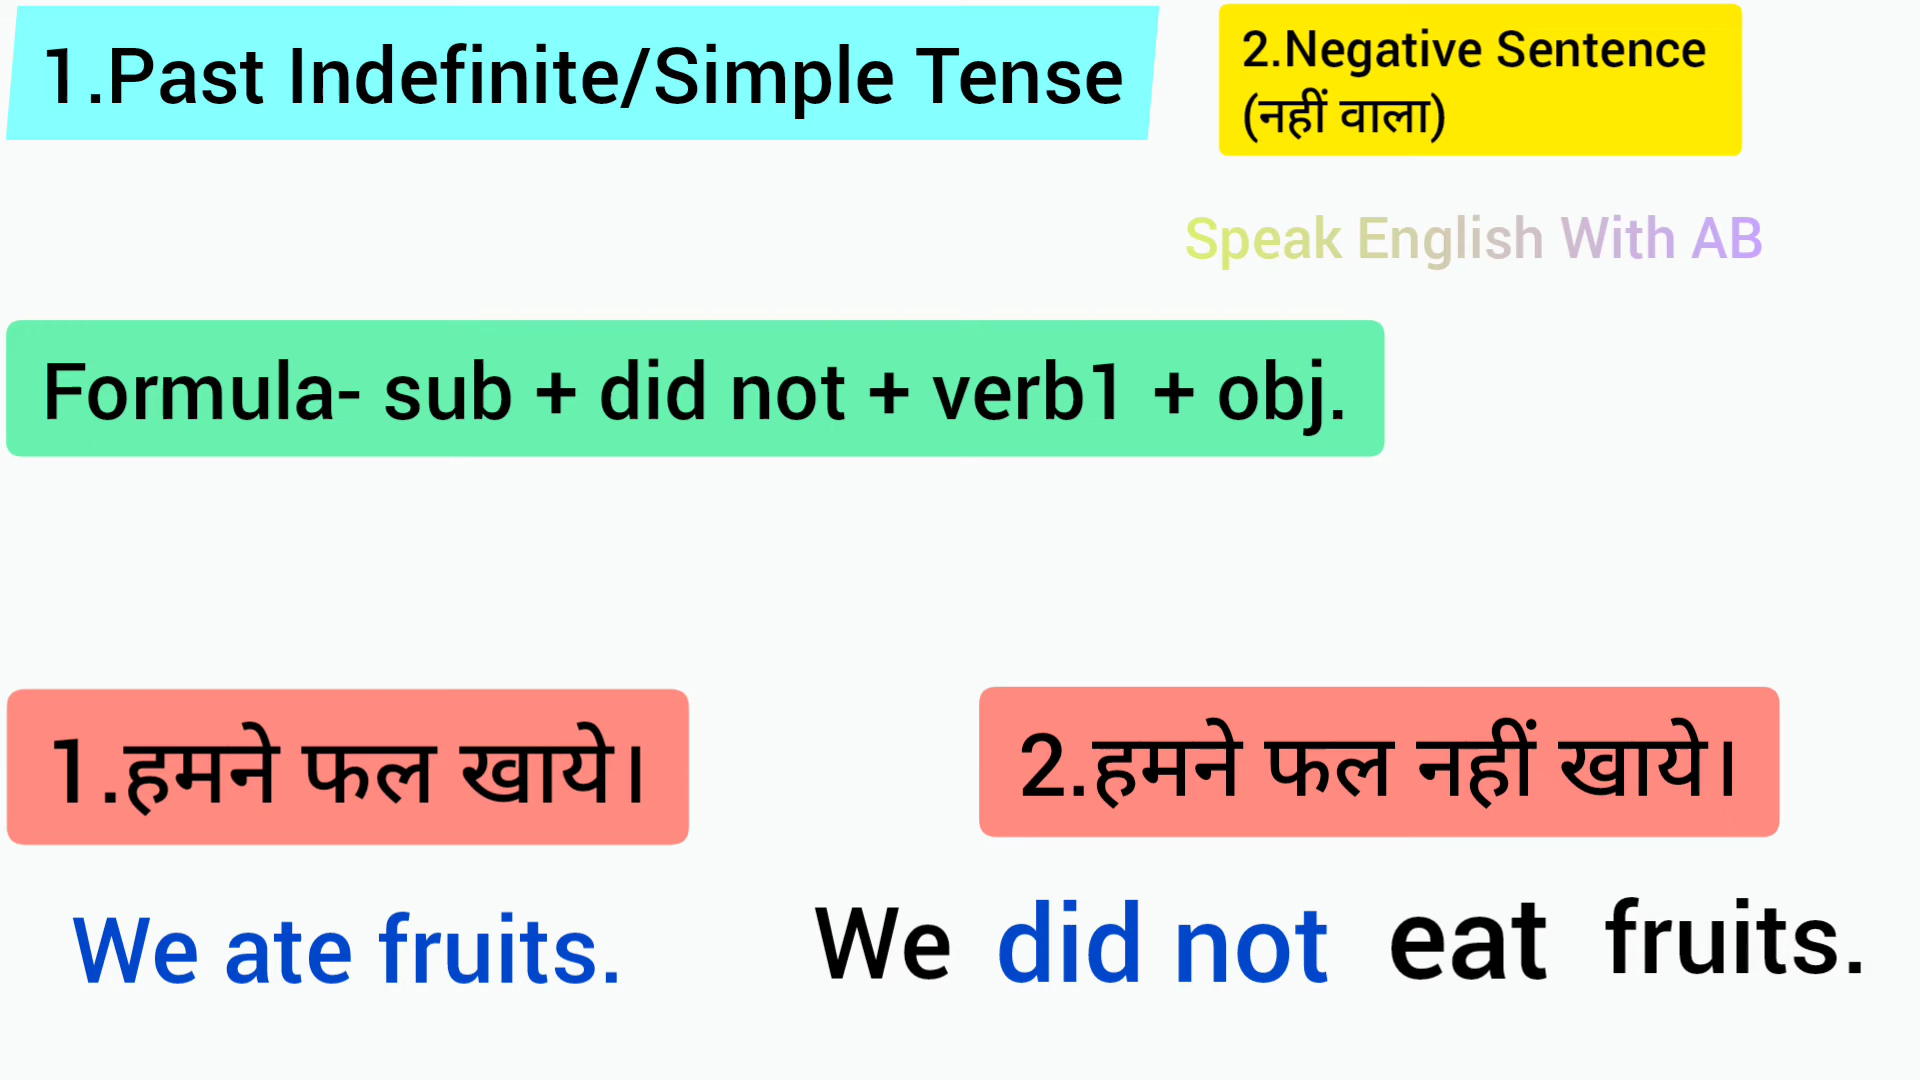 1.Past Indefinite/Simple Tense
2.Negative Sentence
(नहीं वाला)
Speak English With AB
Formula- sub + did not + verb1 + obj.
1.हमने फल खाये।
2.हमने फल नहीं खाये।
We ate fruits.
We did not eat fruits.